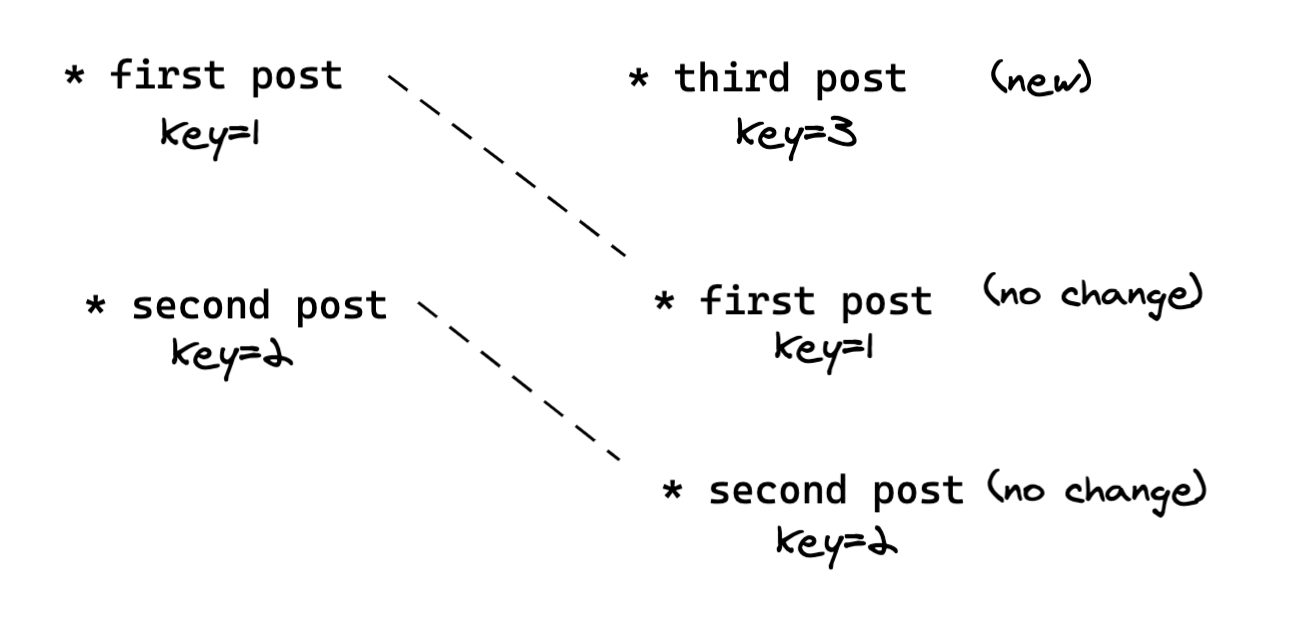 * first post
key=1
* second post
key=2
* third post (new)
key=3
* first post (no change)
key=1
* second post (no change)
key=2